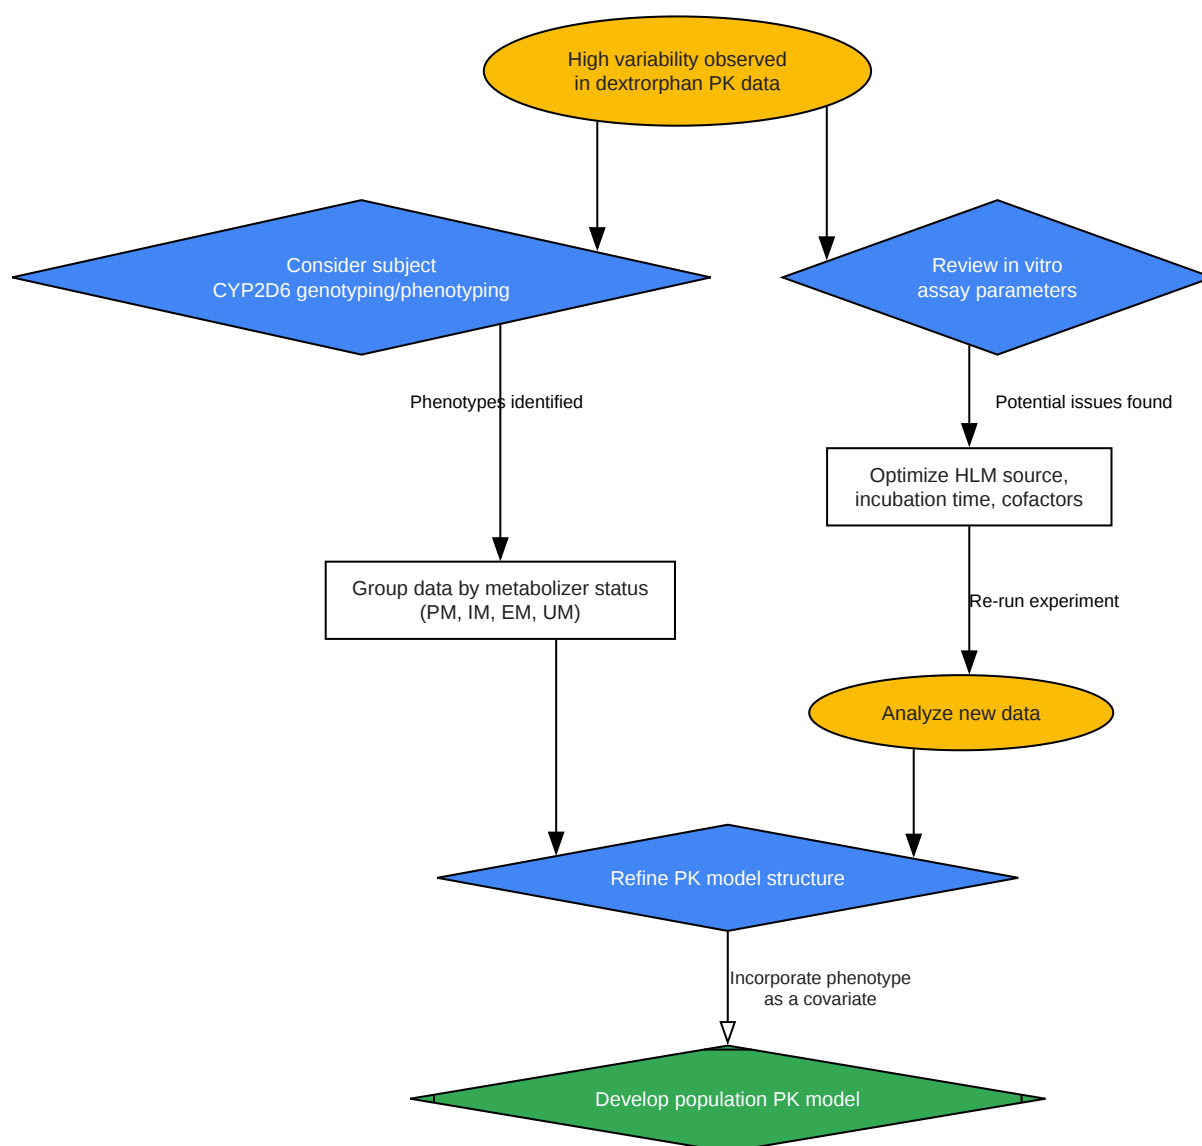 High variability observed
in dextrorphan PK data
Consider subject
CYP2D6 genotyping/phenotyping
Review in vitro
assay parameters
Phenotypes identified
Potential issues found
Optimize HLM source,
incubation time, cofactors
Group data by metabolizer status
(PM, IM, EM, UM)
Re-run experiment
Analyze new data
Refine PK model structure
Incorporate phenotype
as a covariate
Develop population PK model